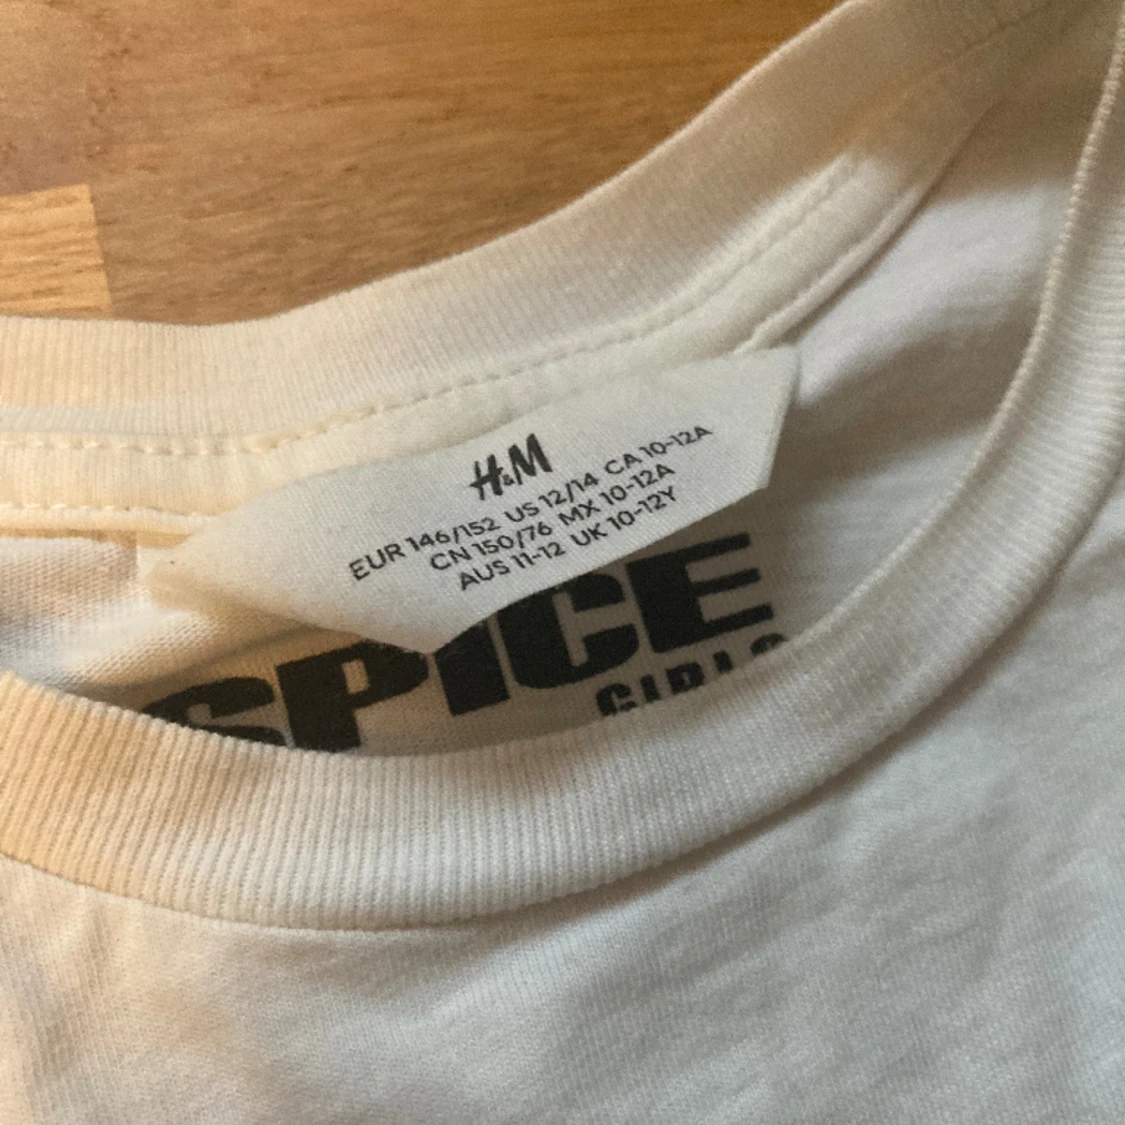 H&M
EUR 146/152 US 12/14 CA 10-12A
CN 150/76 MX 10-12A
AUS 11-12 UK 10-12Y
SPICE
GIRLS